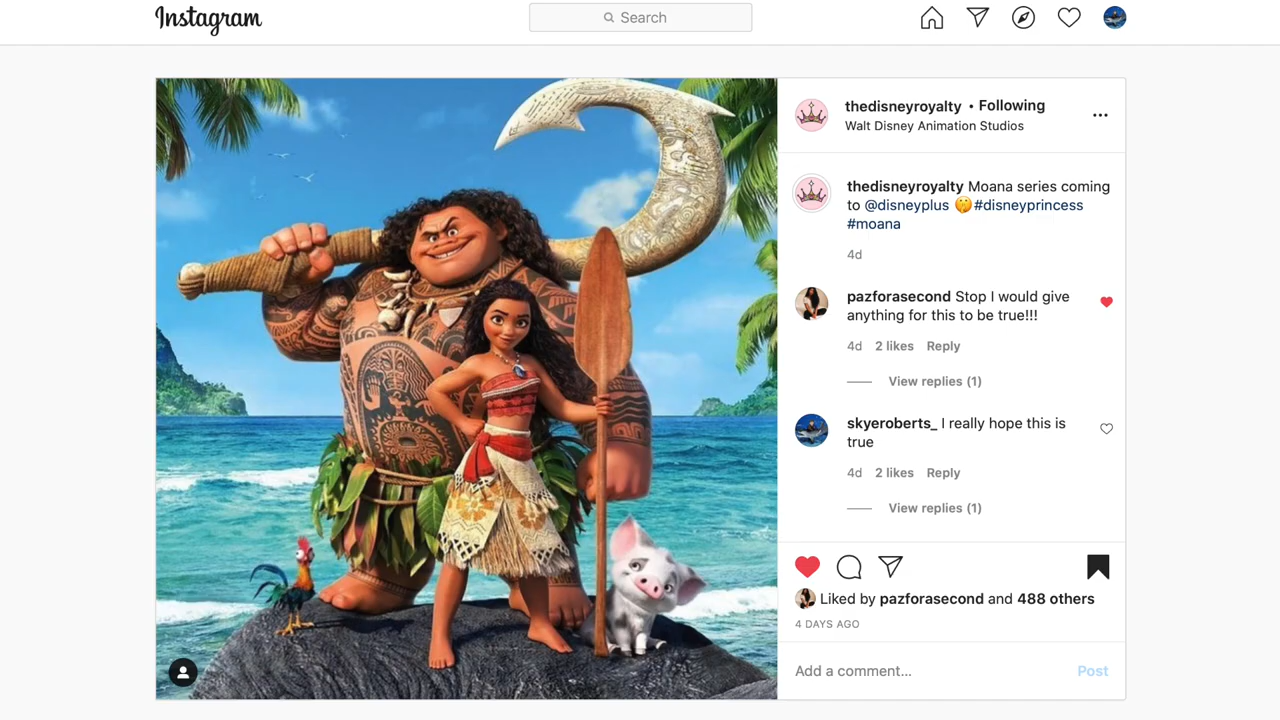 Instagram
Search
thedisneyroyalty • Following
Walt Disney Animation Studios
thedisneyroyalty Moana series coming
to @disneyplus 🤫#disneyprincess
#moana
4d
pazforasecond Stop I would give
anything for this to be true!!!
4d 2 likes Reply
View replies (1)
skyeroberts_ I really hope this is
true
4d 2 likes Reply
View replies (1)
Liked by pazforasecond and 488 others
4 DAYS AGO
Add a comment... Post